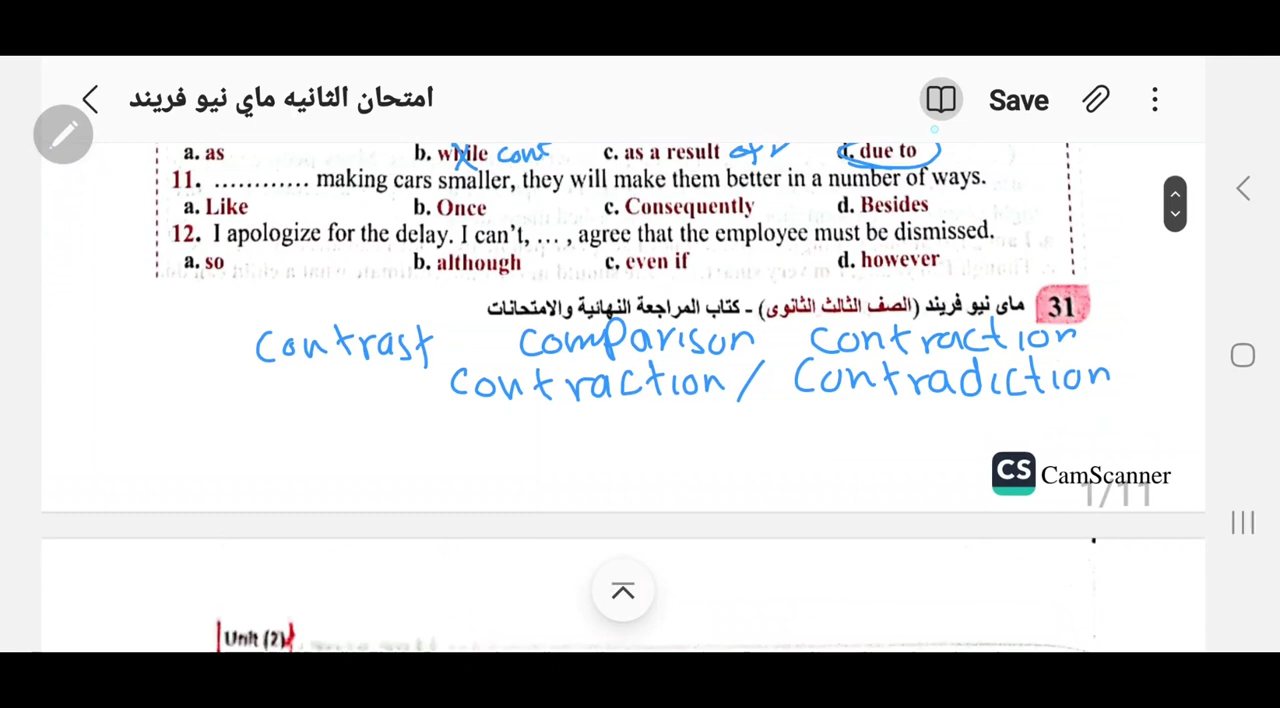 امتحان الثانيه ماي نيو فريند
Save
a. as b. while cont c. as a result d. due to
11. ............ making cars smaller, they will make them better in a number of ways.
a. Like b. Once c. Consequently d. Besides
12. I apologize for the delay. I can't, ... , agree that the employee must be dismissed.
a. so b. although c. even if d. however
31 ماى نيو فريند (الصف الثالث الثانوى) - كتاب المراجعة النهائية والامتحانات
contrast comparison contraction
contraction / contradiction
CS CamScanner
1/11
Unit (2)